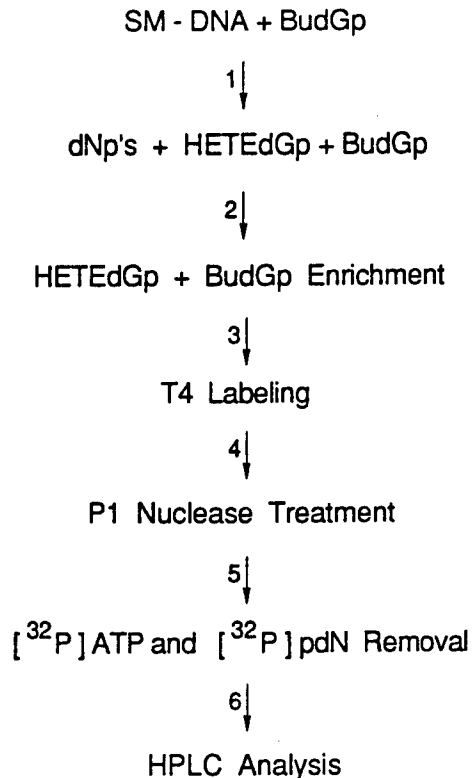 SM - DNA + BudGp
1
dNp's + HETEdGp + BudGp
2
HETEdGp + BudGp Enrichment
3
T4 Labeling
4
P1 Nuclease Treatment
5
[³²P]ATP and [³²P]pdN Removal
6
HPLC Analysis